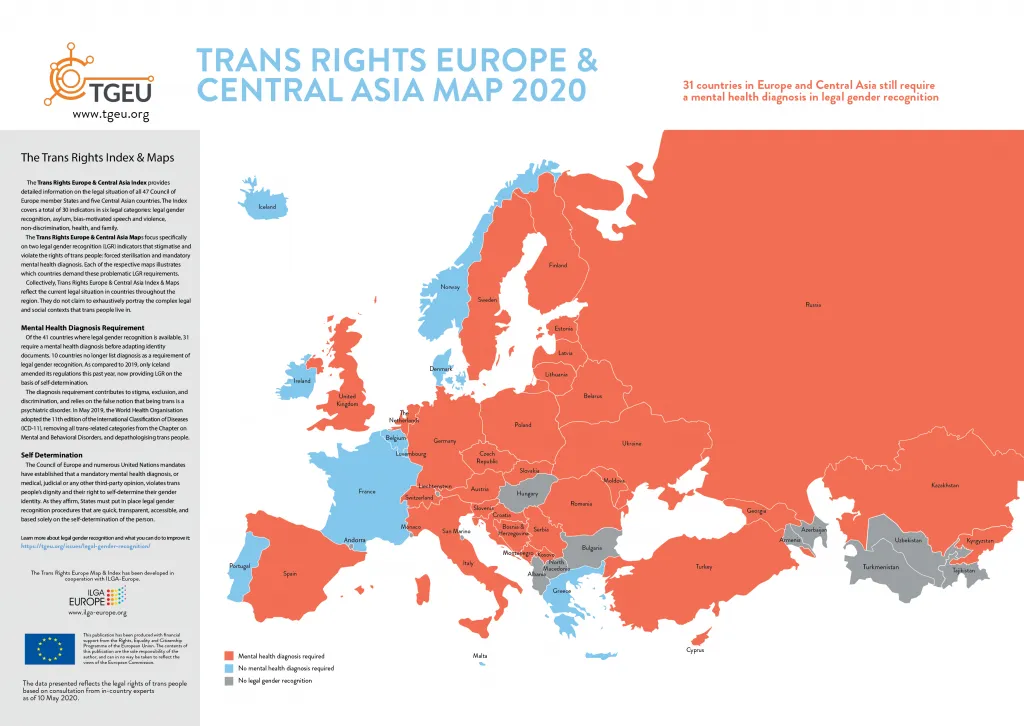 TGEU
www.tgeu.org
TRANS RIGHTS EUROPE &
CENTRAL ASIA MAP 2020
31 countries in Europe and Central Asia still require
a mental health diagnosis in legal gender recognition
The Trans Rights Index & Maps
The Trans Rights Europe & Central Asia Index provides
detailed information on the legal situation of all 47 Council of
Europe member States and five Central Asian countries. The Index
covers a total of 30 indicators in six legal categories: legal gender
recognition, asylum, bias-motivated speech and violence,
non-discrimination, health, and family.
The Trans Rights Europe & Central Asia Maps focus specifically
on two legal gender recognition (LGR) indicators that stigmatise and
violate the rights of trans people: forced sterilisation and mandatory
mental health diagnosis. Each of the respective maps illustrates
which countries demand these problematic LGR requirements.
Collectively, Trans Rights Europe & Central Asia Index & Maps
reflect the current legal situation in countries throughout the
region. They do not claim to exhaustively portray the complex legal
and social contexts that trans people live in.
Mental Health Diagnosis Requirement
Of the 41 countries where legal gender recognition is available, 31
require a mental health diagnosis before adapting identity
documents. 10 countries no longer list diagnosis as a requirement of
legal gender recognition. As compared to 2019, only Iceland
amended its regulations this past year, now providing LGR on the
basis of self-determination.
The diagnosis requirement contributes to stigma, exclusion, and
discrimination, and relies on the false notion that being trans is a
psychiatric disorder. In May 2019, the World Health Organisation
adopted the 11th edition of the International Classification of Diseases
(ICD-11), removing all trans-related categories from the Chapter on
Mental and Behavioral Disorders, and depathologising trans people.
Self Determination
The Council of Europe and numerous United Nations mandates
have established that a mandatory mental health diagnosis, or
medical, judicial or any other third-party opinion, violates trans
people's dignity and their right to self-determine their gender
identity. As they affirm, States must put in place legal gender
recognition procedures that are quick, transparent, accessible, and
based solely on the self-determination of the person.
Learn more about legal gender recognition and what you can do to improve it:
https://tgeu.org/issues/legal-gender-recognition/
The Trans Rights Europe Map & Index has been developed in
cooperation with ILGA-Europe.
ILGA
EUROPE
www.ilga-europe.org
This publication has been produced with financial
support from the Rights, Equality and Citizenship
Programme of the European Union. The contents of
this publication are the sole responsibility of the
author, and can in no way be taken to reflect the
views of the European Commission.
The data presented reflects the legal rights of trans people
based on consultation from in-country experts
as of 10 May 2020.
Iceland
Norway
Sweden
Finland
Russia
Estonia
Latvia
Lithuania
Denmark
Ireland
United
Kingdom
The
Netherlands
Belgium
Luxembourg
Germany
Poland
Belarus
Ukraine
Czech
Republic
Slovakia
Liechtenstein
Switzerland
Austria
Hungary
Moldova
Romania
France
Slovenia
Croatia
Bosnia &
Herzegovina
Serbia
Monaco
San Marino
Andorra
Italy
Montenegro
Kosovo
Bulgaria
North
Macedonia
Albania
Greece
Portugal
Spain
Turkey
Georgia
Armenia
Azerbaijan
Kazakhstan
Uzbekistan
Kyrgyzstan
Turkmenistan
Tajikistan
Malta
Cyprus
Mental health diagnosis required
No mental health diagnosis required
No legal gender recognition